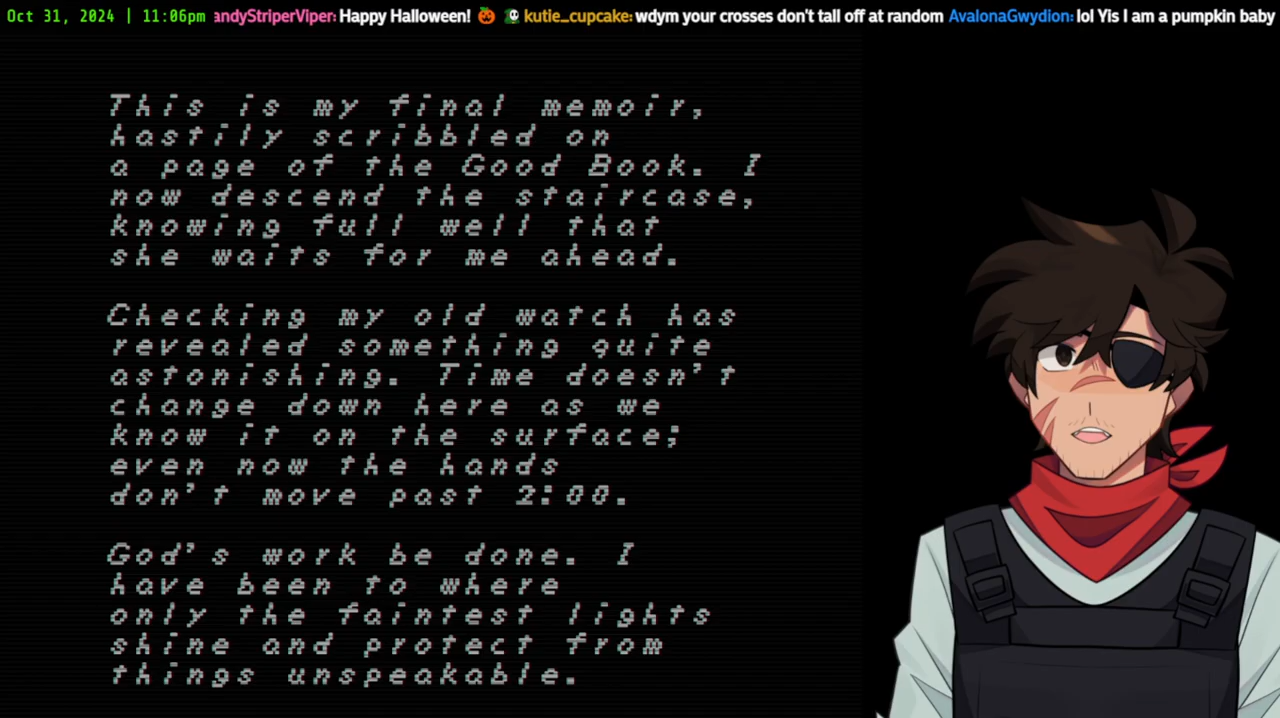 Oct 31, 2024 | 11:06pm andyStriperViper: Happy Halloween! 🎃 kutie_cupcake: wdym your crosses don't tall off at random AvalonaGwydion: lol Yis I am a pumpkin baby
This is my final memoir,
hastily scribbled on
a page of the Good Book. I
now descend the staircase,
knowing full well that
she waits for me ahead.
Checking my old watch has
revealed something quite
astonishing. Time doesn't
change down here as we
know it on the surface;
even now the hands
don't move past 2:00.
God's work be done. I
have been to where
only the faintest lights
shine and protect from
things unspeakable.